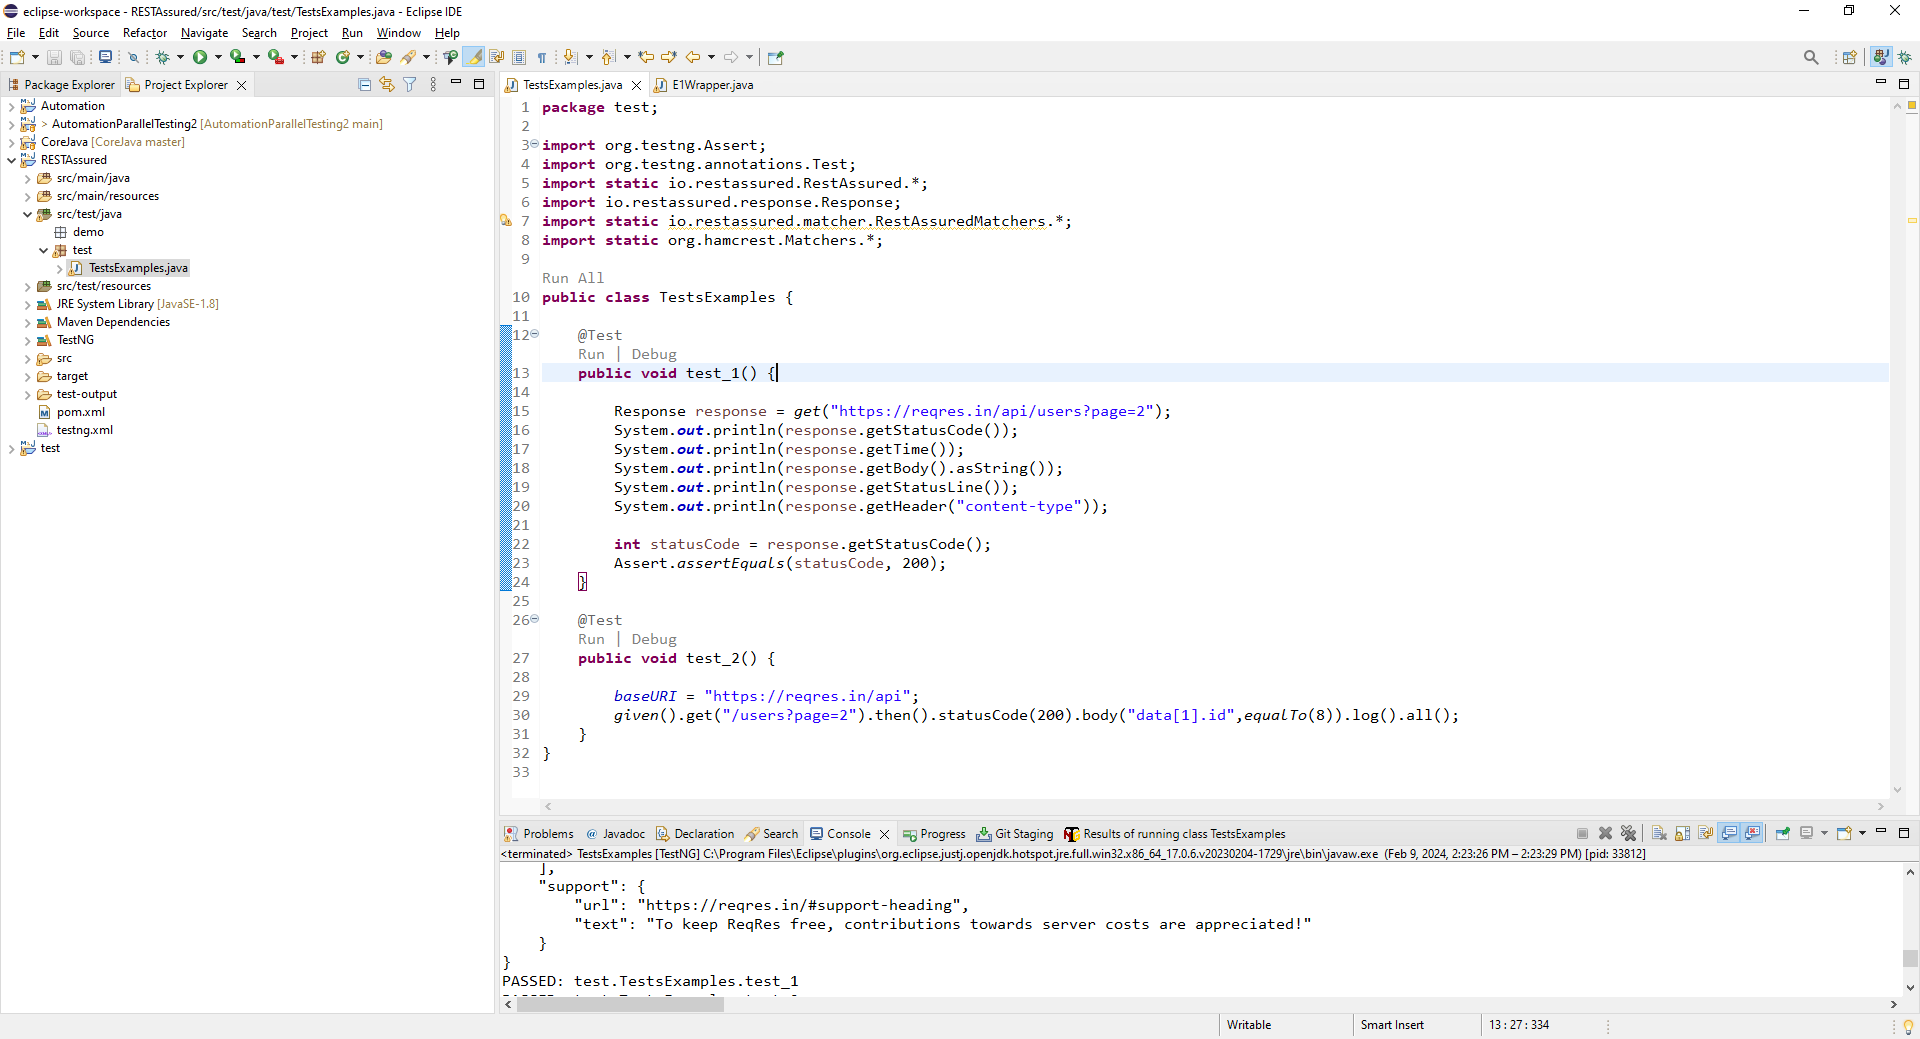 eclipse-workspace - RESTAssured/src/test/java/test/TestsExamples.java - Eclipse IDE
File Edit Source Refactor Navigate Search Project Run Window Help
Package Explorer Project Explorer
Automation
> AutomationParallelTesting2 [AutomationParallelTesting2 main]
CoreJava [CoreJava master]
RESTAssured
src/main/java
src/main/resources
src/test/java
demo
test
TestsExamples.java
src/test/resources
JRE System Library [JavaSE-1.8]
Maven Dependencies
TestNG
src
target
test-output
pom.xml
testng.xml
test
TestsExamples.java E1Wrapper.java
1 package test;
2
3 import org.testng.Assert;
4 import org.testng.annotations.Test;
5 import static io.restassured.RestAssured.*;
6 import io.restassured.response.Response;
7 import static io.restassured.matcher.RestAssuredMatchers.*;
8 import static org.hamcrest.Matchers.*;
9
Run All
10 public class TestsExamples {
11
12 @Test
Run | Debug
13 public void test_1() {
14
15 Response response = get("https://reqres.in/api/users?page=2");
16 System.out.println(response.getStatusCode());
17 System.out.println(response.getTime());
18 System.out.println(response.getBody().asString());
19 System.out.println(response.getStatusLine());
20 System.out.println(response.getHeader("content-type"));
21
22 int statusCode = response.getStatusCode();
23 Assert.assertEquals(statusCode, 200);
24 }
25
26 @Test
Run | Debug
27 public void test_2() {
28
29 baseURI = "https://reqres.in/api";
30 given().get("/users?page=2").then().statusCode(200).body("data[1].id",equalTo(8)).log().all();
31 }
32 }
33
Problems Javadoc Declaration Search Console Progress Git Staging Results of running class TestsExamples
<terminated> TestsExamples [TestNG] C:\Program Files\Eclipse\plugins\org.eclipse.justj.openjdk.hotspot.jre.full.win32.x86_64_17.0.6.v20230204-1729\jre\bin\javaw.exe (Feb 9, 2024, 2:23:26 PM – 2:23:29 PM) [pid: 33812]
],
"support": {
"url": "https://reqres.in/#support-heading",
"text": "To keep ReqRes free, contributions towards server costs are appreciated!"
}
}
PASSED: test.TestsExamples.test_1
Writable Smart Insert 13 : 27 : 334